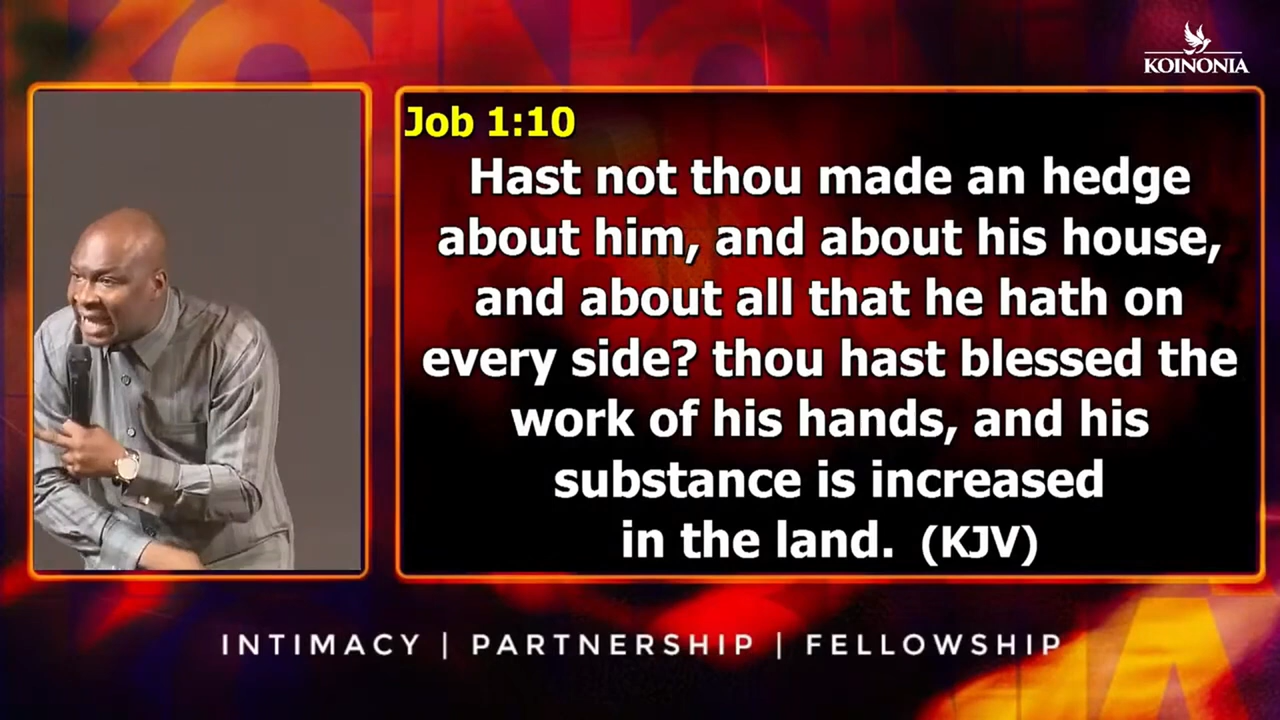 KOINONIA
Job 1:10
Hast not thou made an hedge
about him, and about his house,
and about all that he hath on
every side? thou hast blessed the
work of his hands, and his
substance is increased
in the land. (KJV)
INTIMACY | PARTNERSHIP | FELLOWSHIP